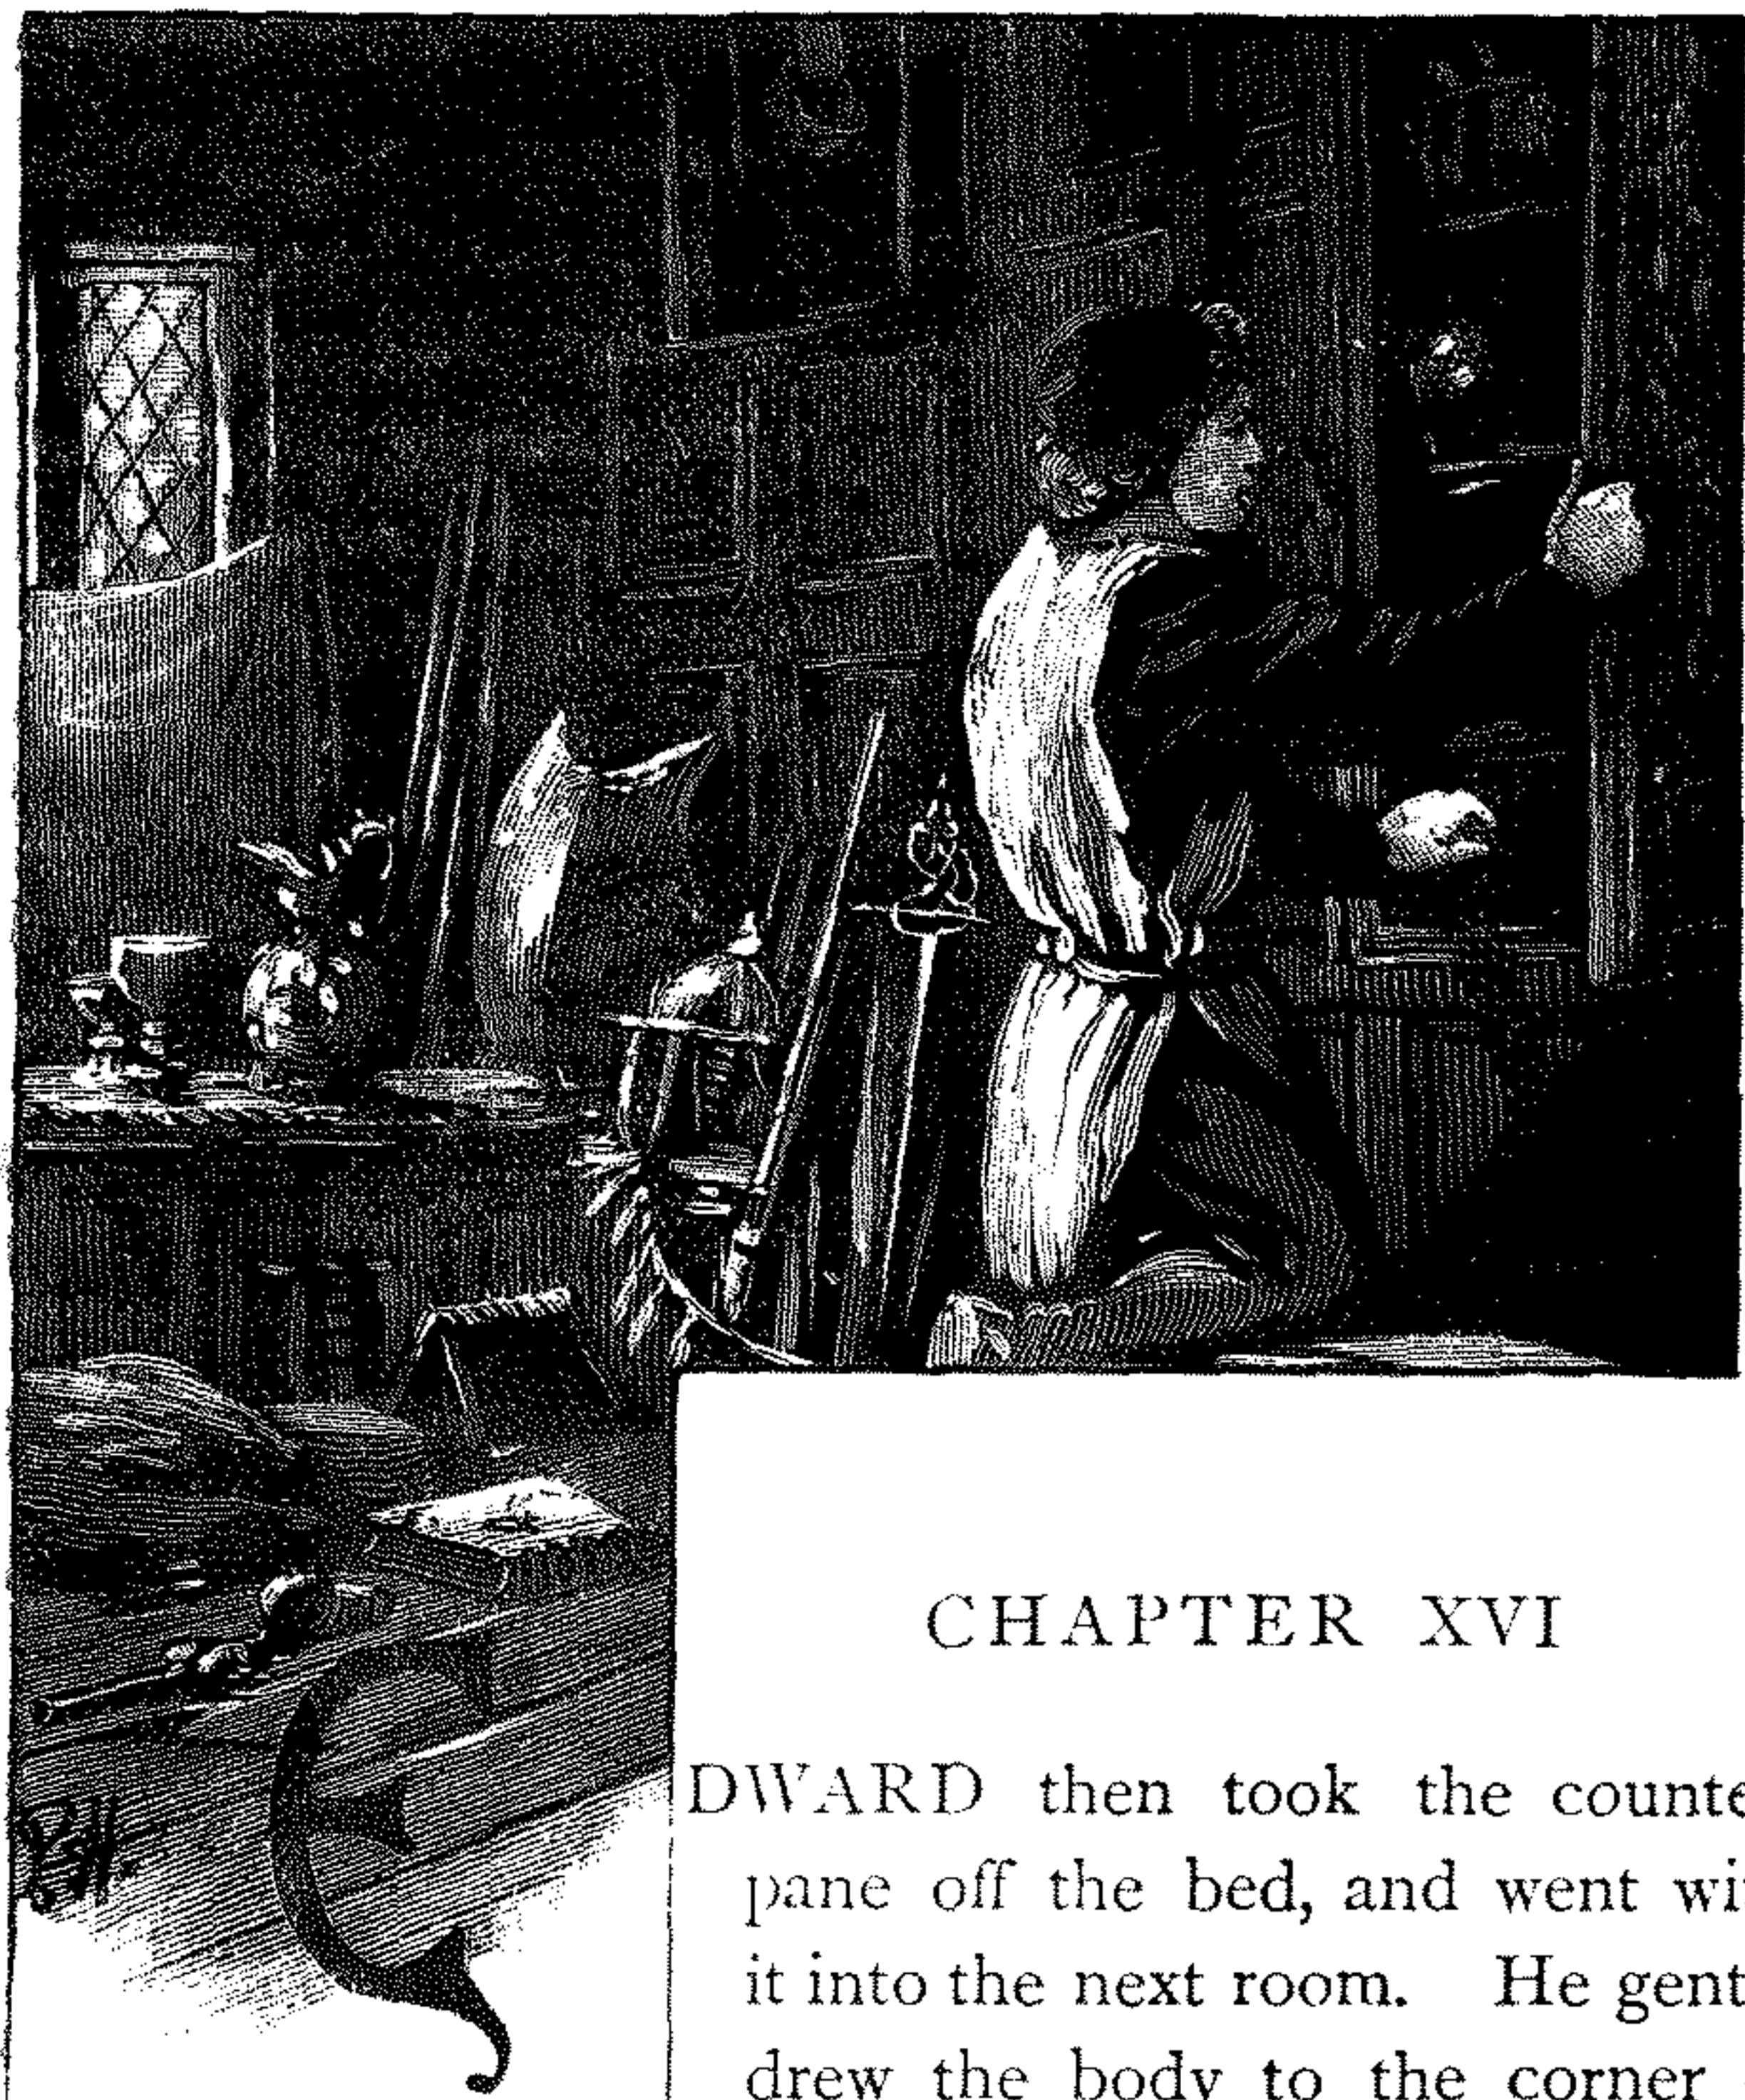 CHAPTER XVI
EDWARD then took the counte
pane off the bed, and went wi
it into the next room. He gent
drew the body to the corner